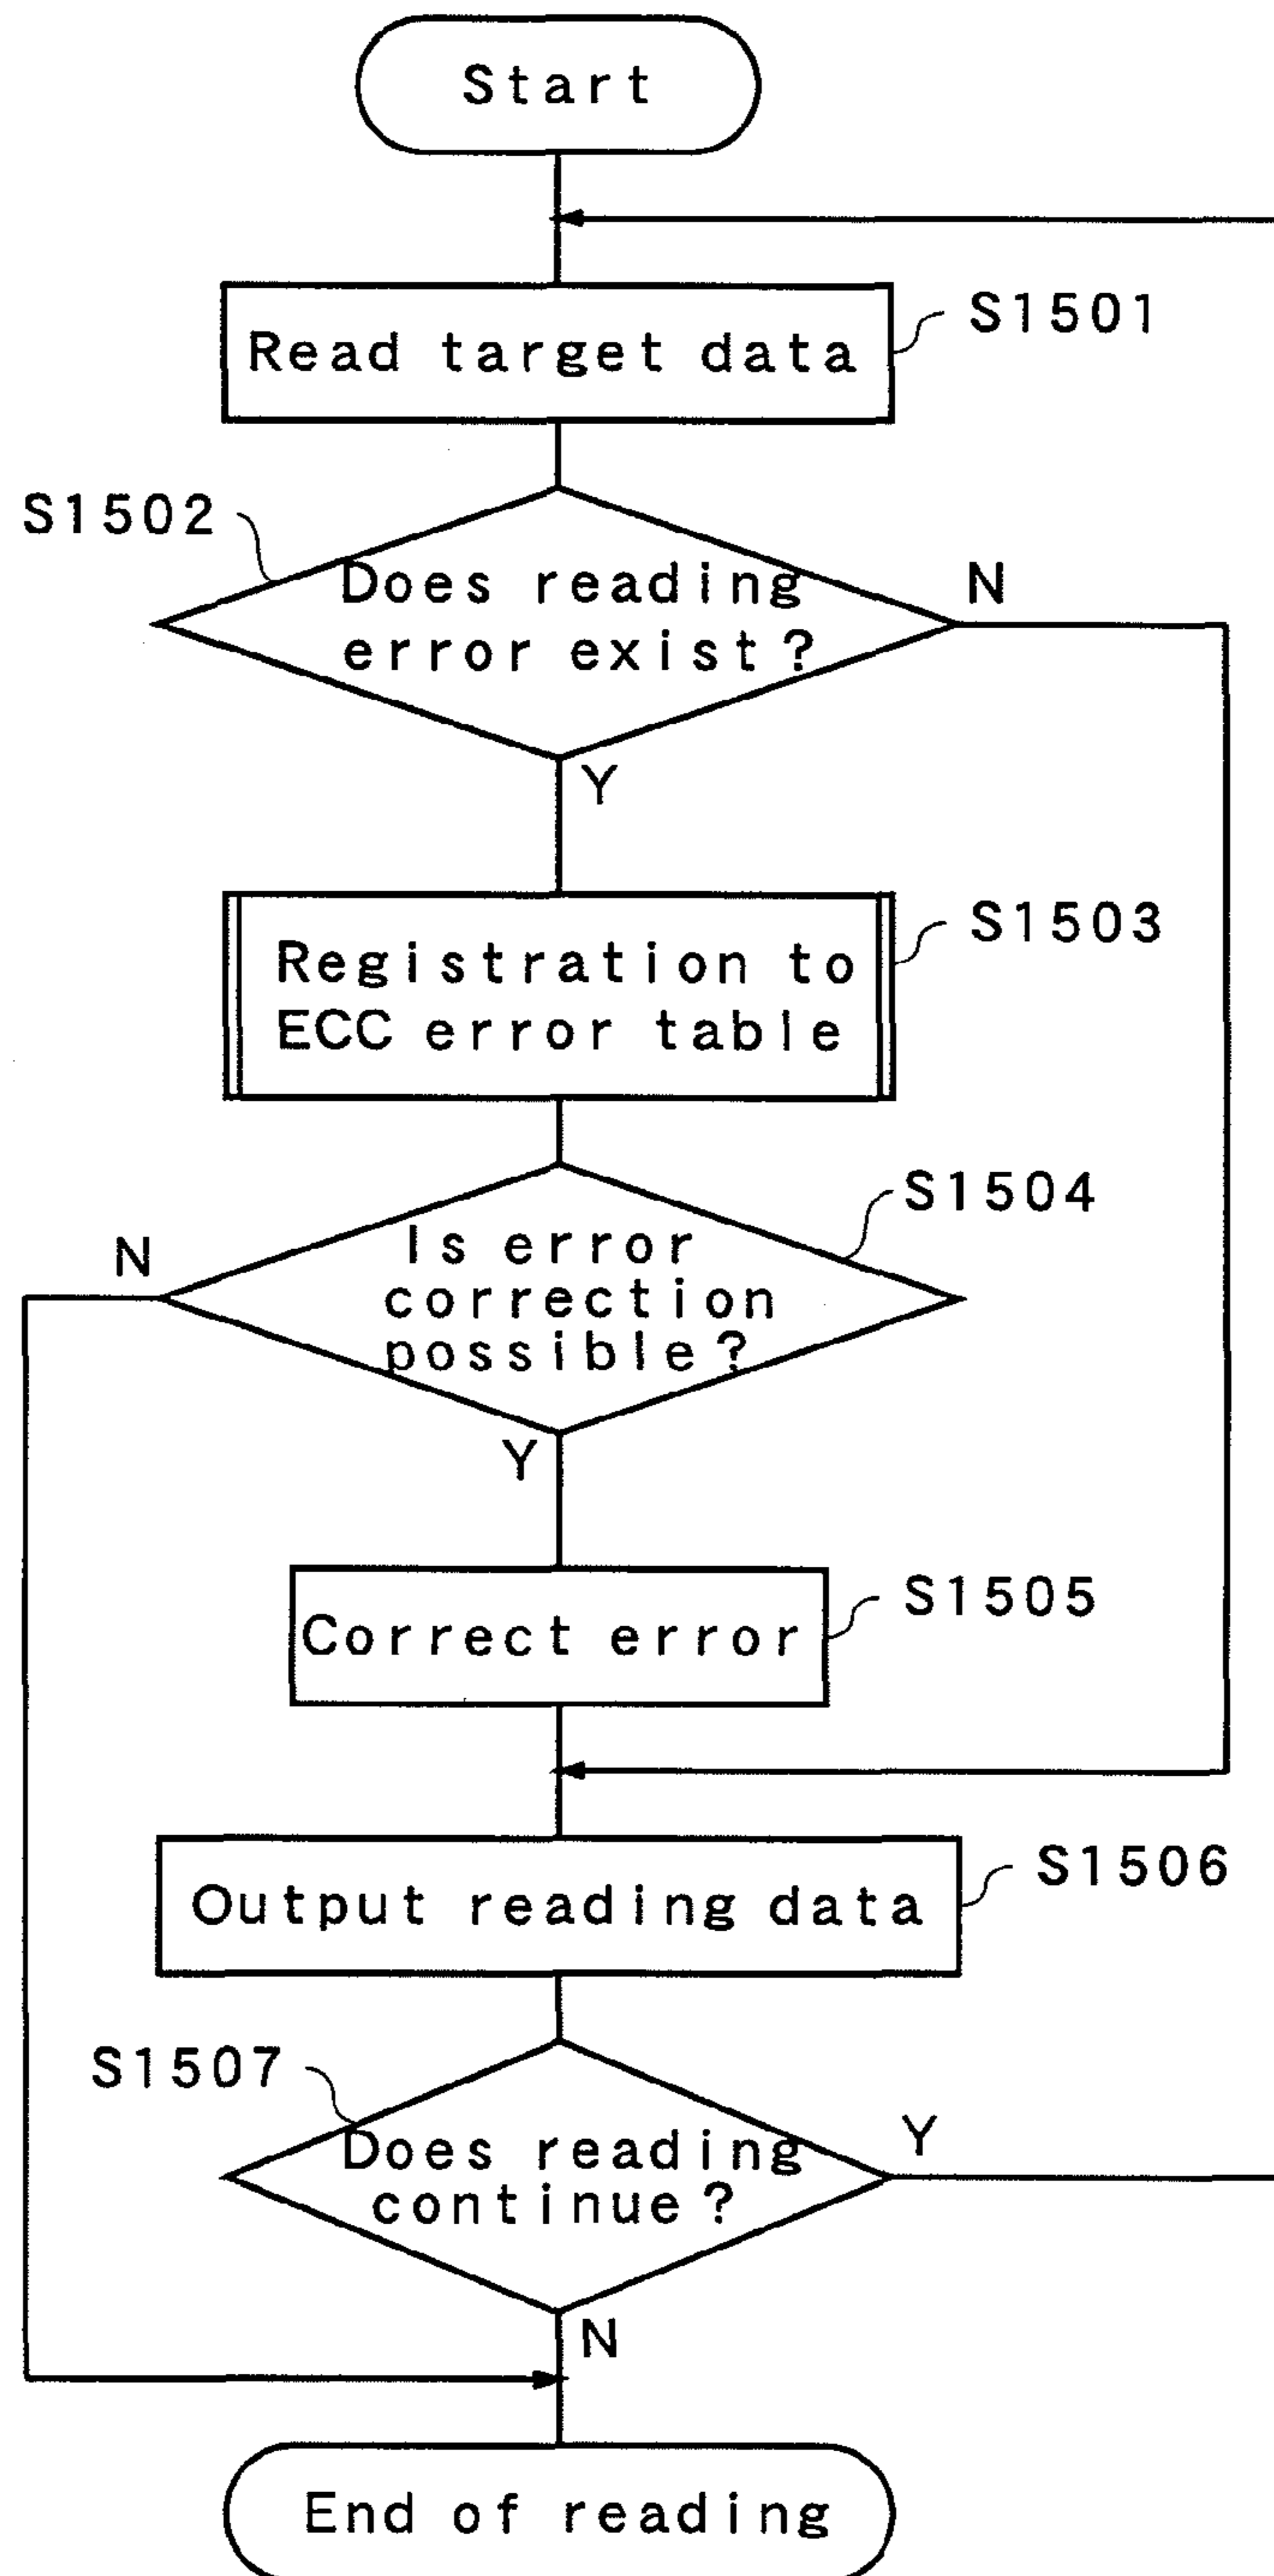 Start
Read target data
S1501
S1502
Does reading
error exist?
N
Y
Registration to
ECC error table
S1503
S1504
Is error
correction
possible?
N
Y
Correct error
S1505
Output reading data
S1506
S1507
Does reading
continue?
Y
N
End of reading